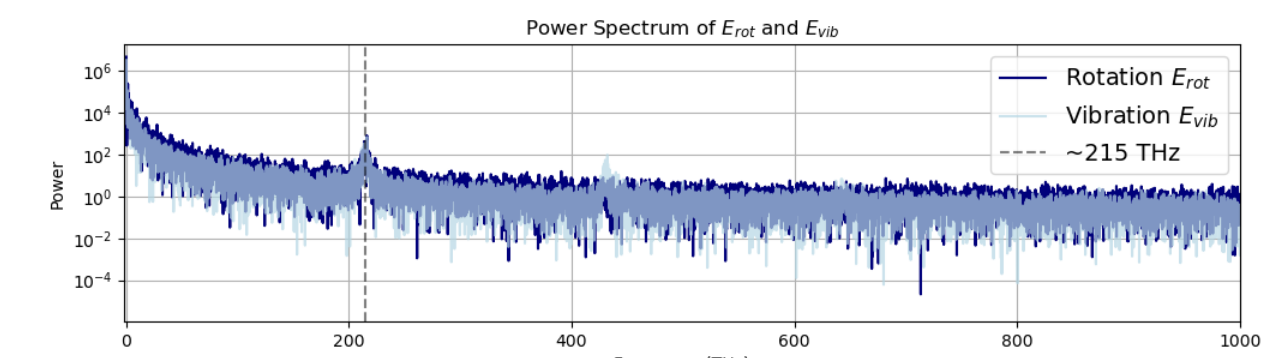 Power Spectrum of E_rot and E_vib
10^6
10^4
10^2
10^0
10^-2
10^-4
Power
Rotation E_rot
Vibration E_vib
~215 THz
0 200 400 600 800 1000